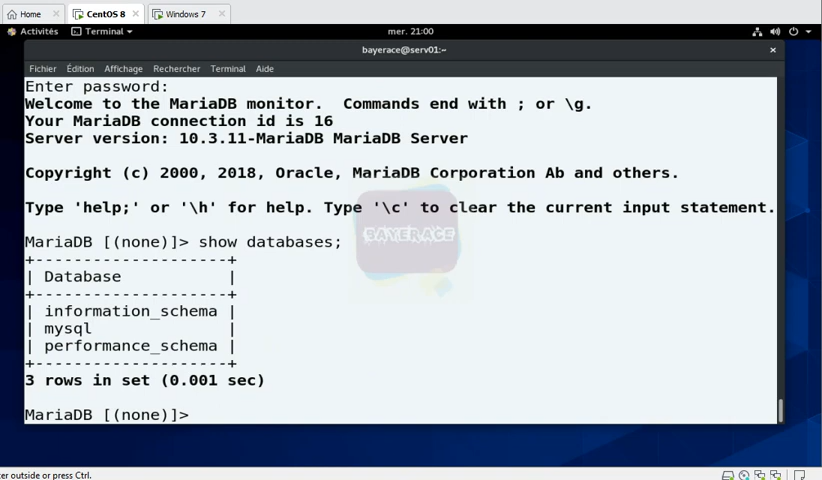 Home × CentOS 8 × Windows 7 ×
Activités Terminal mer. 21:00
bayerace@serv01:~ ×
Fichier Édition Affichage Rechercher Terminal Aide
Enter password:
Welcome to the MariaDB monitor.  Commands end with ; or \g.
Your MariaDB connection id is 16
Server version: 10.3.11-MariaDB MariaDB Server
Copyright (c) 2000, 2018, Oracle, MariaDB Corporation Ab and others.
Type 'help;' or '\h' for help. Type '\c' to clear the current input statement.
BAYERACE
MariaDB [(none)]> show databases;
+--------------------+
| Database           |
+--------------------+
| information_schema |
| mysql              |
| performance_schema |
+--------------------+
3 rows in set (0.001 sec)
MariaDB [(none)]>
er outside or press Ctrl.